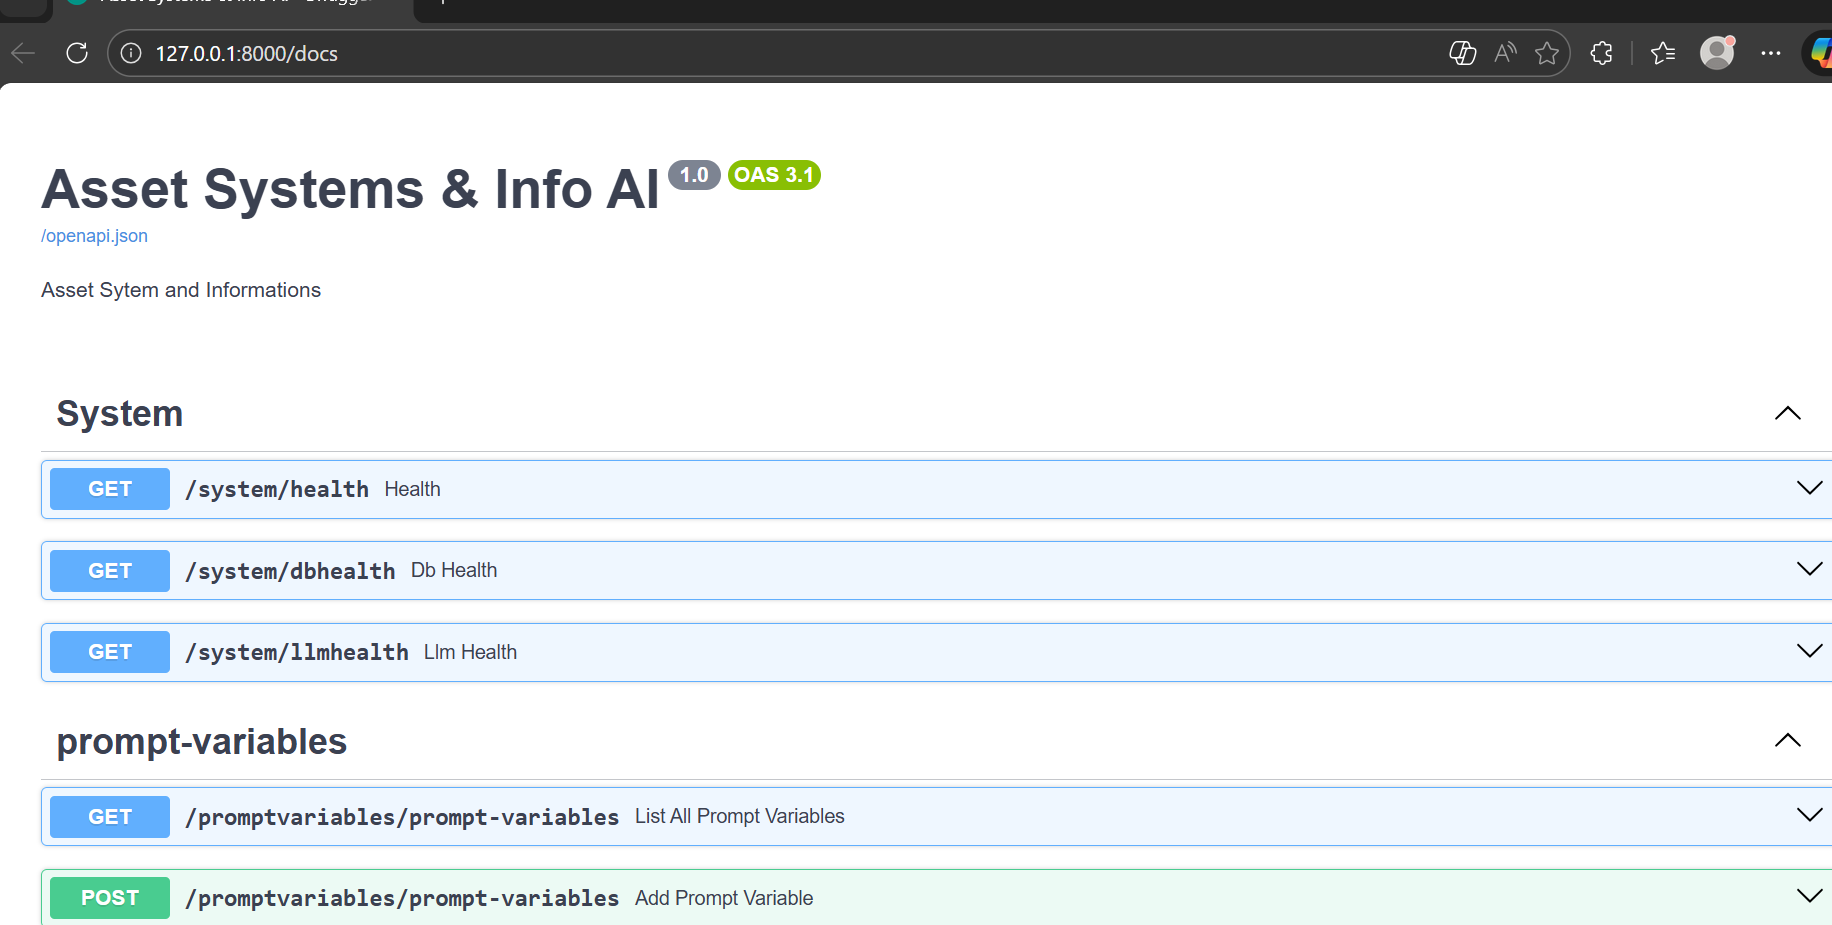 127.0.0.1:8000/docs
Asset Systems & Info AI 1.0 OAS 3.1
/openapi.json
Asset Sytem and Informations
System
GET /system/health Health
GET /system/dbhealth Db Health
GET /system/llmhealth Llm Health
prompt-variables
GET /promptvariables/prompt-variables List All Prompt Variables
POST /promptvariables/prompt-variables Add Prompt Variable